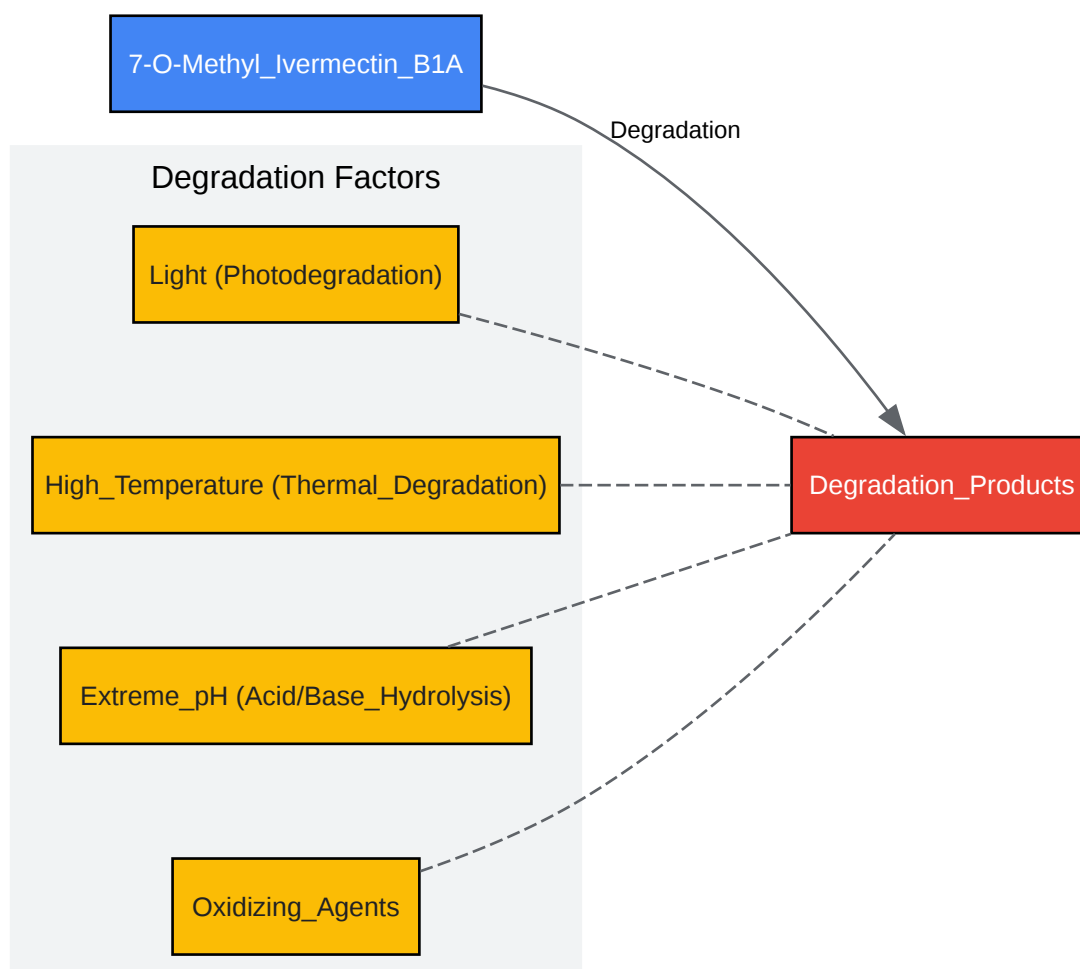 7-O-Methyl_Ivermectin_B1A
Degradation
Degradation Factors
Light (Photodegradation)
High_Temperature (Thermal_Degradation)
Degradation_Products
Extreme_pH (Acid/Base_Hydrolysis)
Oxidizing_Agents